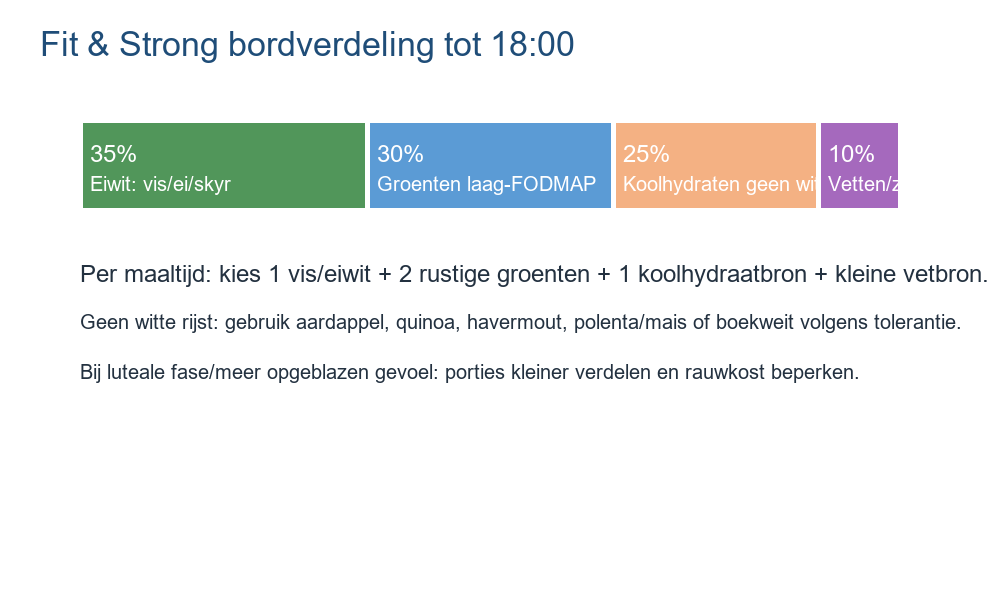 Fit & Strong bordverdeling tot 18:00
35%
Eiwit: vis/ei/skyr
30%
Groenten laag-FODMAP
25%
Koolhydraten geen
10%
Per maaltijd: kies 1 vis/eiwit + 2 rustige groenten + 1 koolhydraatbron + kleine vetbron.
Geen witte rijst: gebruik aardappel, quinoa, havermout, polenta/mais of boekweit volgens tolerantie.
Bij luteale fase/meer opgeblazen gevoel: porties kleiner verdelen en rauwkost beperken.